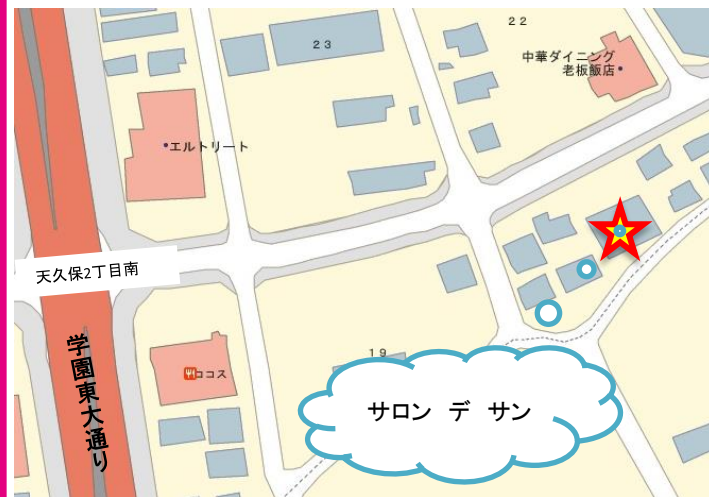 22
23
中華ダイニング
老板飯店
エルトリート
天久保2丁目南
学園東大通り
19
ココス
サロン デ サン